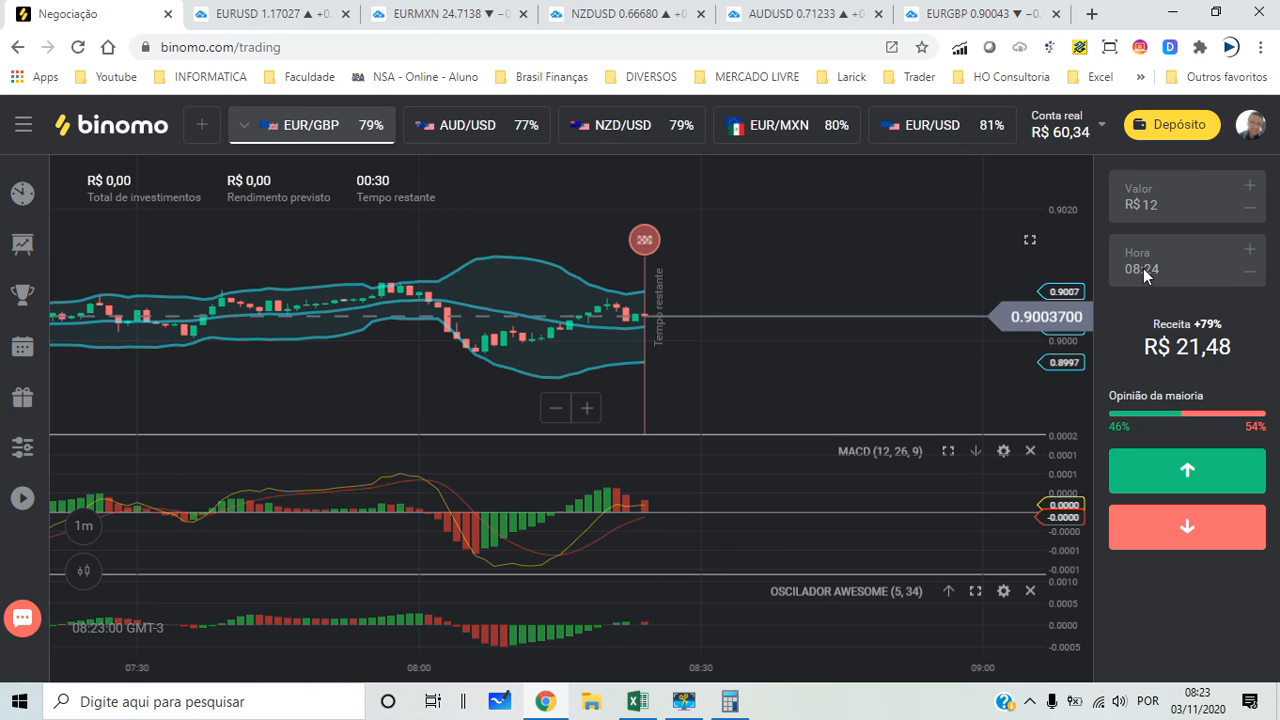 Negociação
EURUSD 1.17027 ▲ +0.
EURMXN 25.138 ▼ −0.
NZDUSD 0.66680 ▲ +0.
AUDUSD 0.71233 ▲ +0.
EURGBP 0.90043 ▼ −0.
binomo.com/trading
Apps
Youtube
INFORMATICA
Faculdade
NSA - Online - Aluno
Brasil Finanças
DIVERSOS
MERCADO LIVRE
Larick
Trader
HO Consultoria
Excel
»
Outros favoritos
binomo
EUR/GBP 79%
AUD/USD 77%
NZD/USD 79%
EUR/MXN 80%
EUR/USD 81%
Conta real
R$ 60,34
Depósito
R$ 0,00
Total de investimentos
R$ 0,00
Rendimento previsto
00:30
Tempo restante
0.9020
Tempo restante
0.9007
0.9003700
0.9000
0.8997
Valor
R$ 12
Hora
08:24
Receita +79%
R$ 21,48
Opinião da maioria
46% 54%
MACD (12, 26, 9)
0.0002
0.0001
0.0001
0.0000
0.0000
-0.0000
-0.0000
-0.0001
-0.0001
1m
OSCILADOR AWESOME (5, 34)
0.0010
0.0005
0.0000
-0.0005
08:23:00 GMT-3
07:30
08:00
08:30
09:00
Digite aqui para pesquisar
POR
08:23
03/11/2020